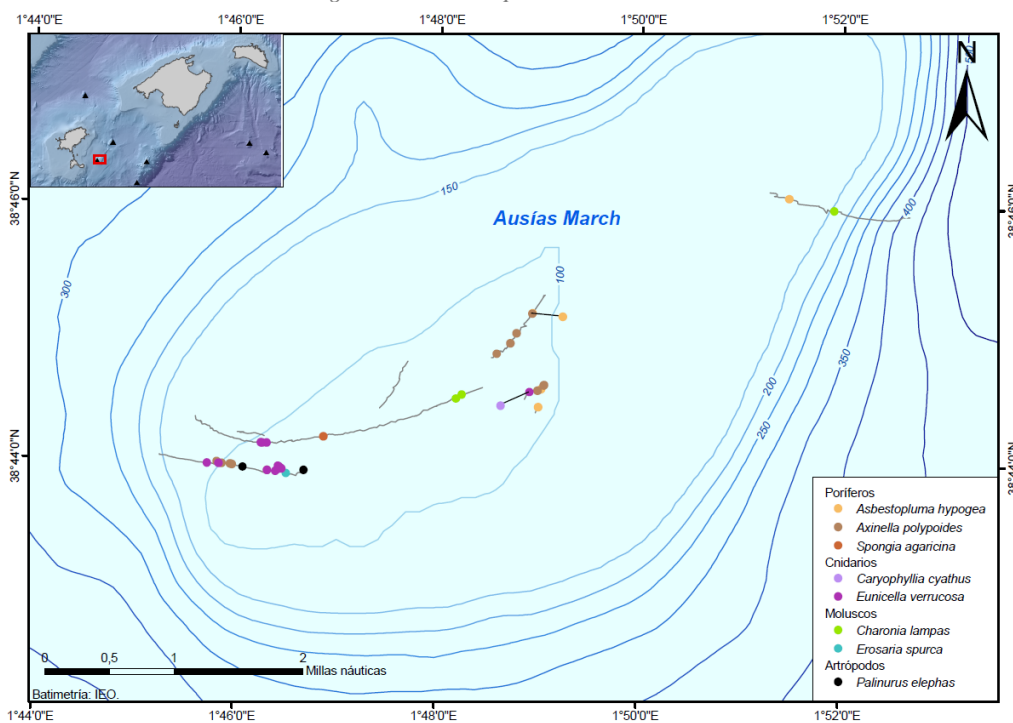 1°44'0"E 1°46'0"E 1°48'0"E 1°50'0"E 1°52'0"E
N
150
38°46'0"N
38°46'0"N
Ausías March
400
300
100
350
200
250
38°44'0"N
38°44'0"N
Poríferos
Asbestopluma hypogea
Axinella polypoides
Spongia agaricina
Cnidarios
Caryophyllia cyathus
Eunicella verrucosa
Moluscos
Charonia lampas
Erosaria spurca
Artrópodos
Palinurus elephas
0 0,5 1 2
Millas náuticas
Batimetría: IEO.
1°44'0"E 1°46'0"E 1°48'0"E 1°50'0"E 1°52'0"E